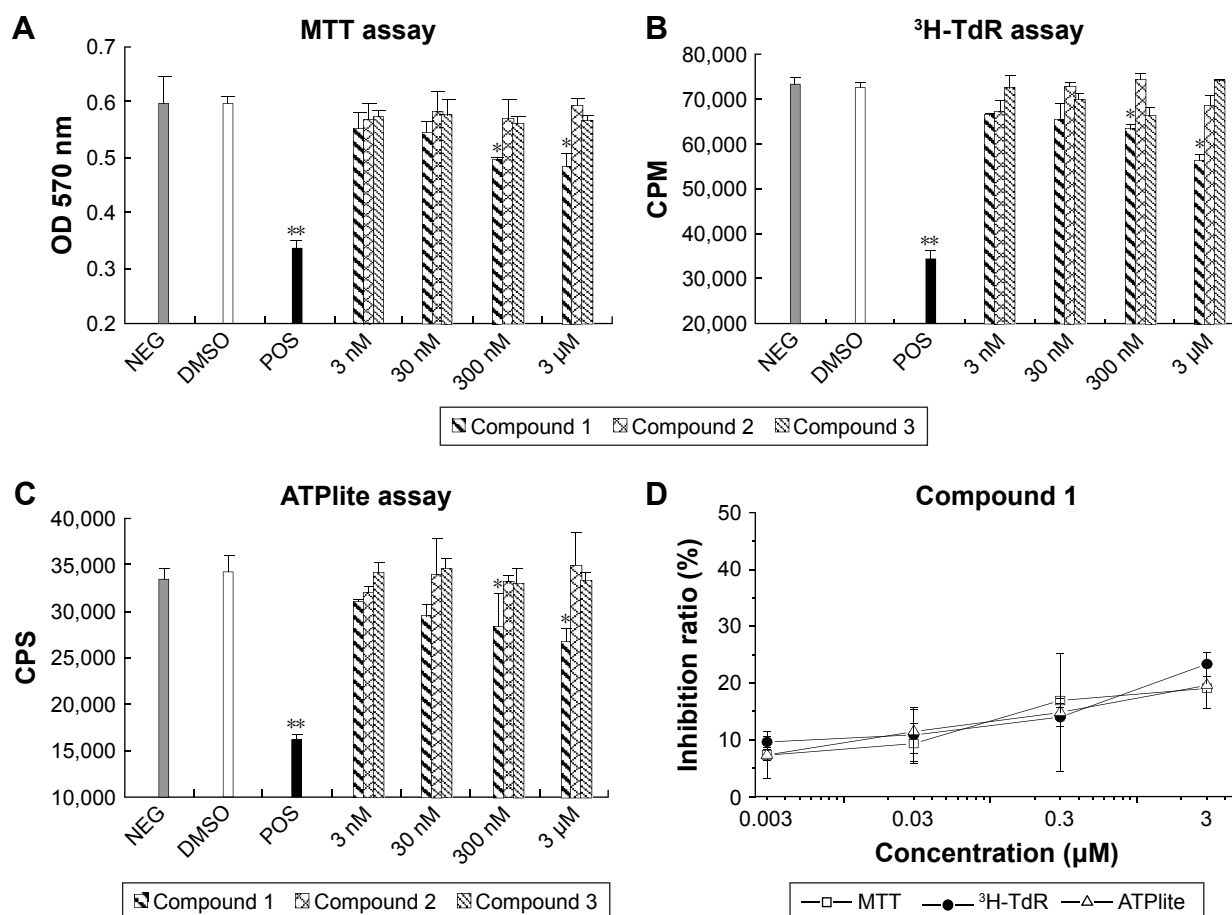 A
MTT assay
OD 570 nm
0.7
0.6
0.5
0.4
0.3
0.2
**
*
*
NEG
DMSO
POS
3 nM
30 nM
300 nM
3 µM
B
³H-TdR assay
CPM
80,000
70,000
60,000
50,000
40,000
30,000
20,000
**
*
*
NEG
DMSO
POS
3 nM
30 nM
300 nM
3 µM
Compound 1 Compound 2 Compound 3
C
ATPlite assay
CPS
40,000
35,000
30,000
25,000
20,000
15,000
10,000
**
*
*
NEG
DMSO
POS
3 nM
30 nM
300 nM
3 µM
Compound 1 Compound 2 Compound 3
D
Compound 1
Inhibition ratio (%)
50
40
30
20
10
0
0.003 0.03 0.3 3
Concentration (µM)
MTT ³H-TdR ATPlite